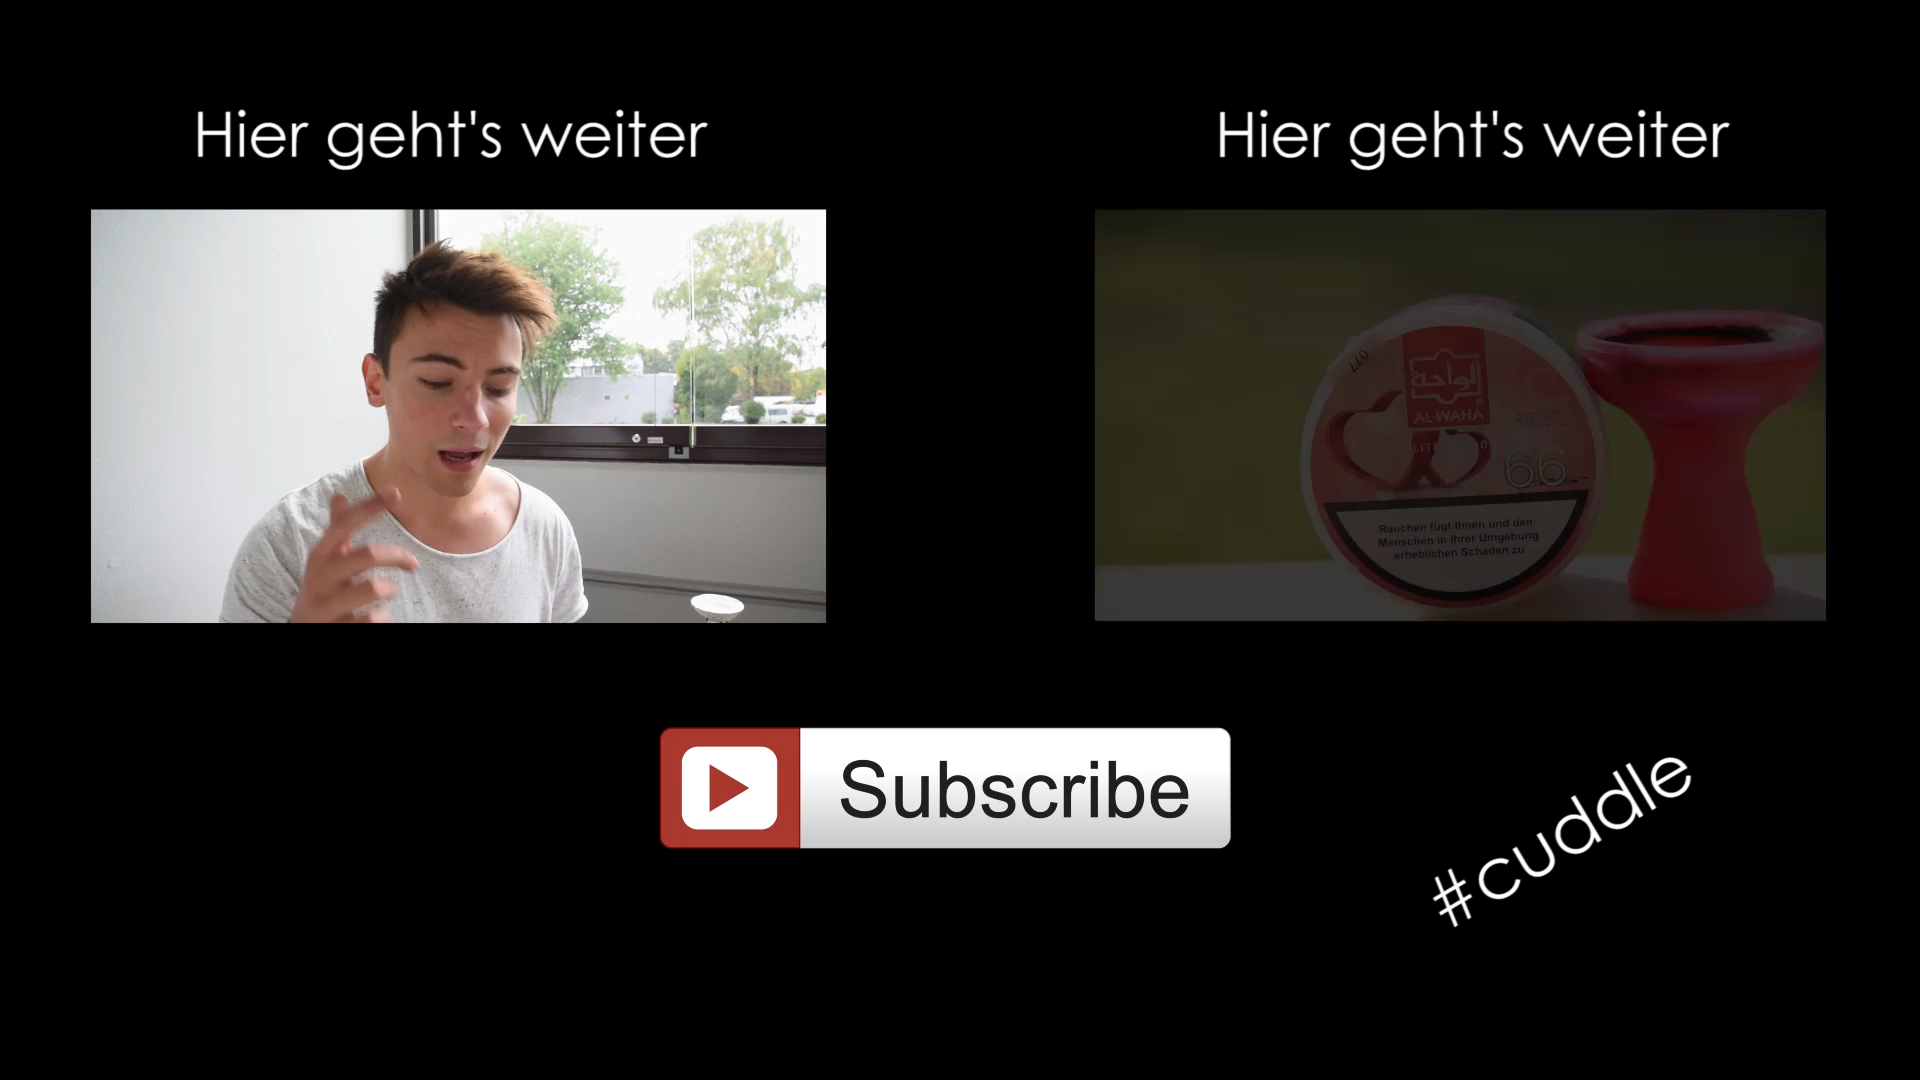 Hier geht's weiter
Hier geht's weiter
الواحة
AL-WAHA
66
Rauchen fügt Ihnen und den
Menschen in Ihrer Umgebung
erheblichen Schaden zu
Subscribe
#cuddle